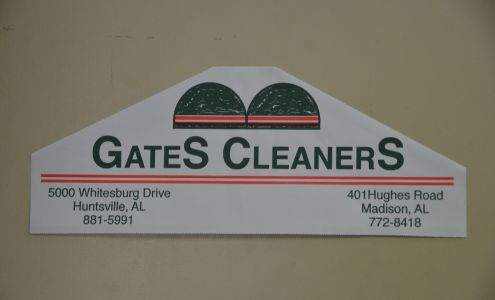 GATES CLEANERS
5000 Whitesburg Drive
Huntsville, AL
881-5991
401Hughes Road
Madison, AL
772-8418